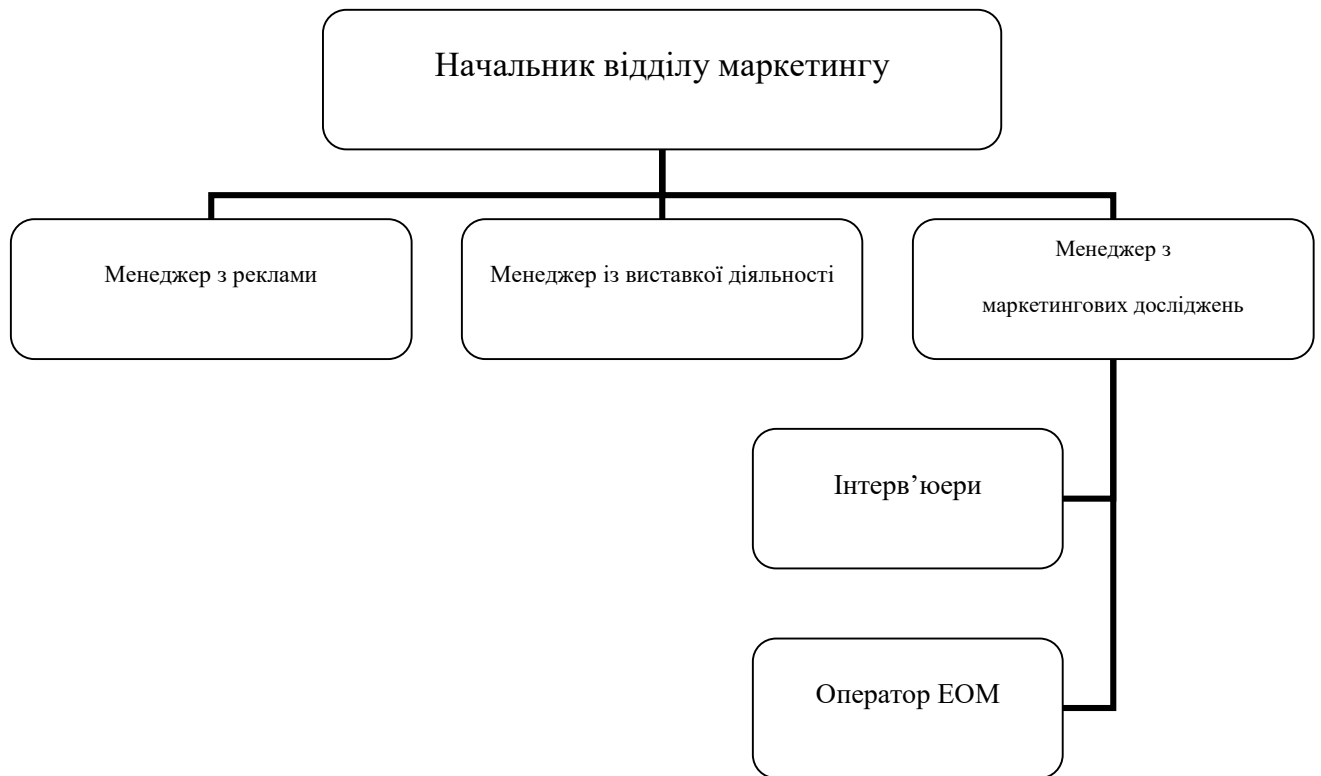 Начальник відділу маркетингу
Менеджер з реклами
Менеджер із виставкої діяльності
Менеджер з
маркетингових досліджень
Інтерв’юери
Оператор ЕОМ